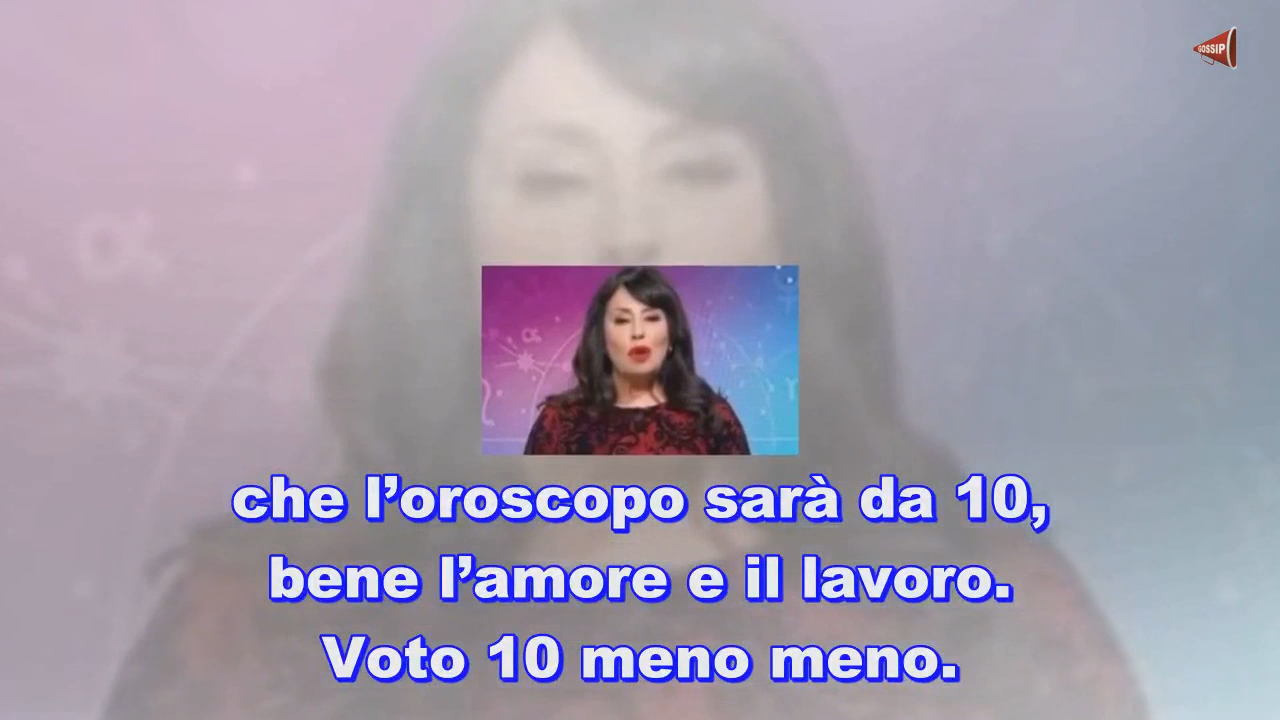 GOSSIP
che l’oroscopo sarà da 10,
bene l’amore e il lavoro.
Voto 10 meno meno.